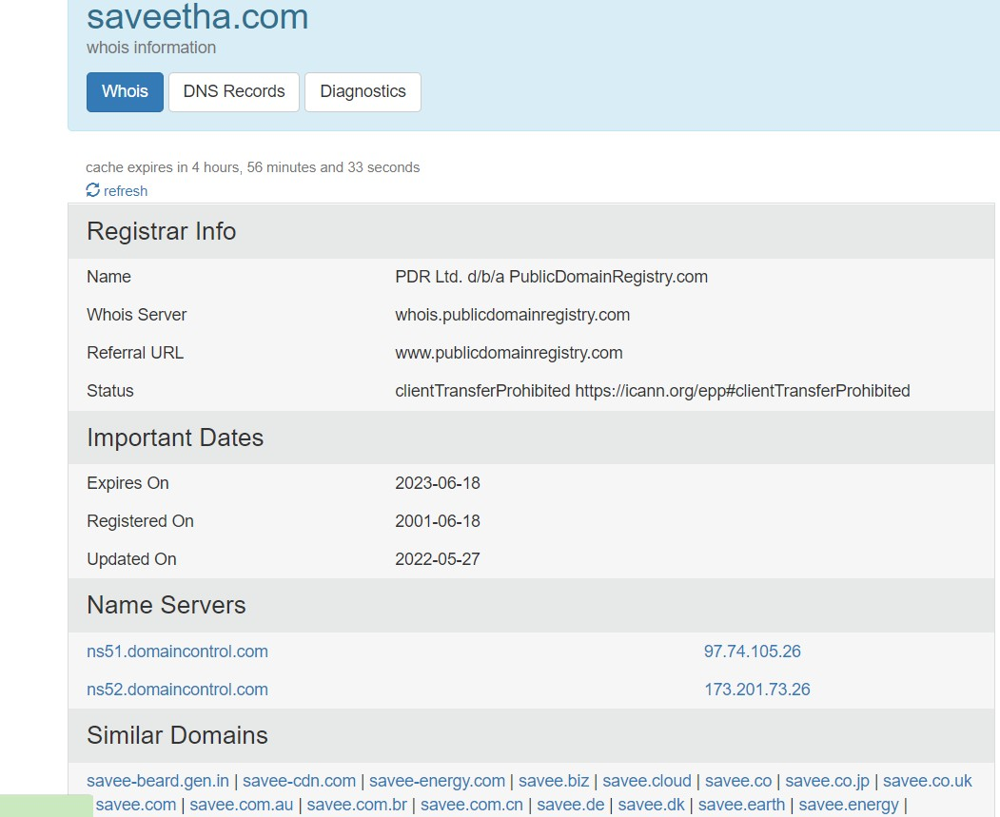 saveetha.com
whois information
Whois DNS Records Diagnostics
cache expires in 4 hours, 56 minutes and 33 seconds
refresh
Registrar Info
Name PDR Ltd. d/b/a PublicDomainRegistry.com
Whois Server whois.publicdomainregistry.com
Referral URL www.publicdomainregistry.com
Status clientTransferProhibited https://icann.org/epp#clientTransferProhibited
Important Dates
Expires On 2023-06-18
Registered On 2001-06-18
Updated On 2022-05-27
Name Servers
ns51.domaincontrol.com 97.74.105.26
ns52.domaincontrol.com 173.201.73.26
Similar Domains
savee-beard.gen.in | savee-cdn.com | savee-energy.com | savee.biz | savee.cloud | savee.co | savee.co.jp | savee.co.uk
savee.com | savee.com.au | savee.com.br | savee.com.cn | savee.de | savee.dk | savee.earth | savee.energy |